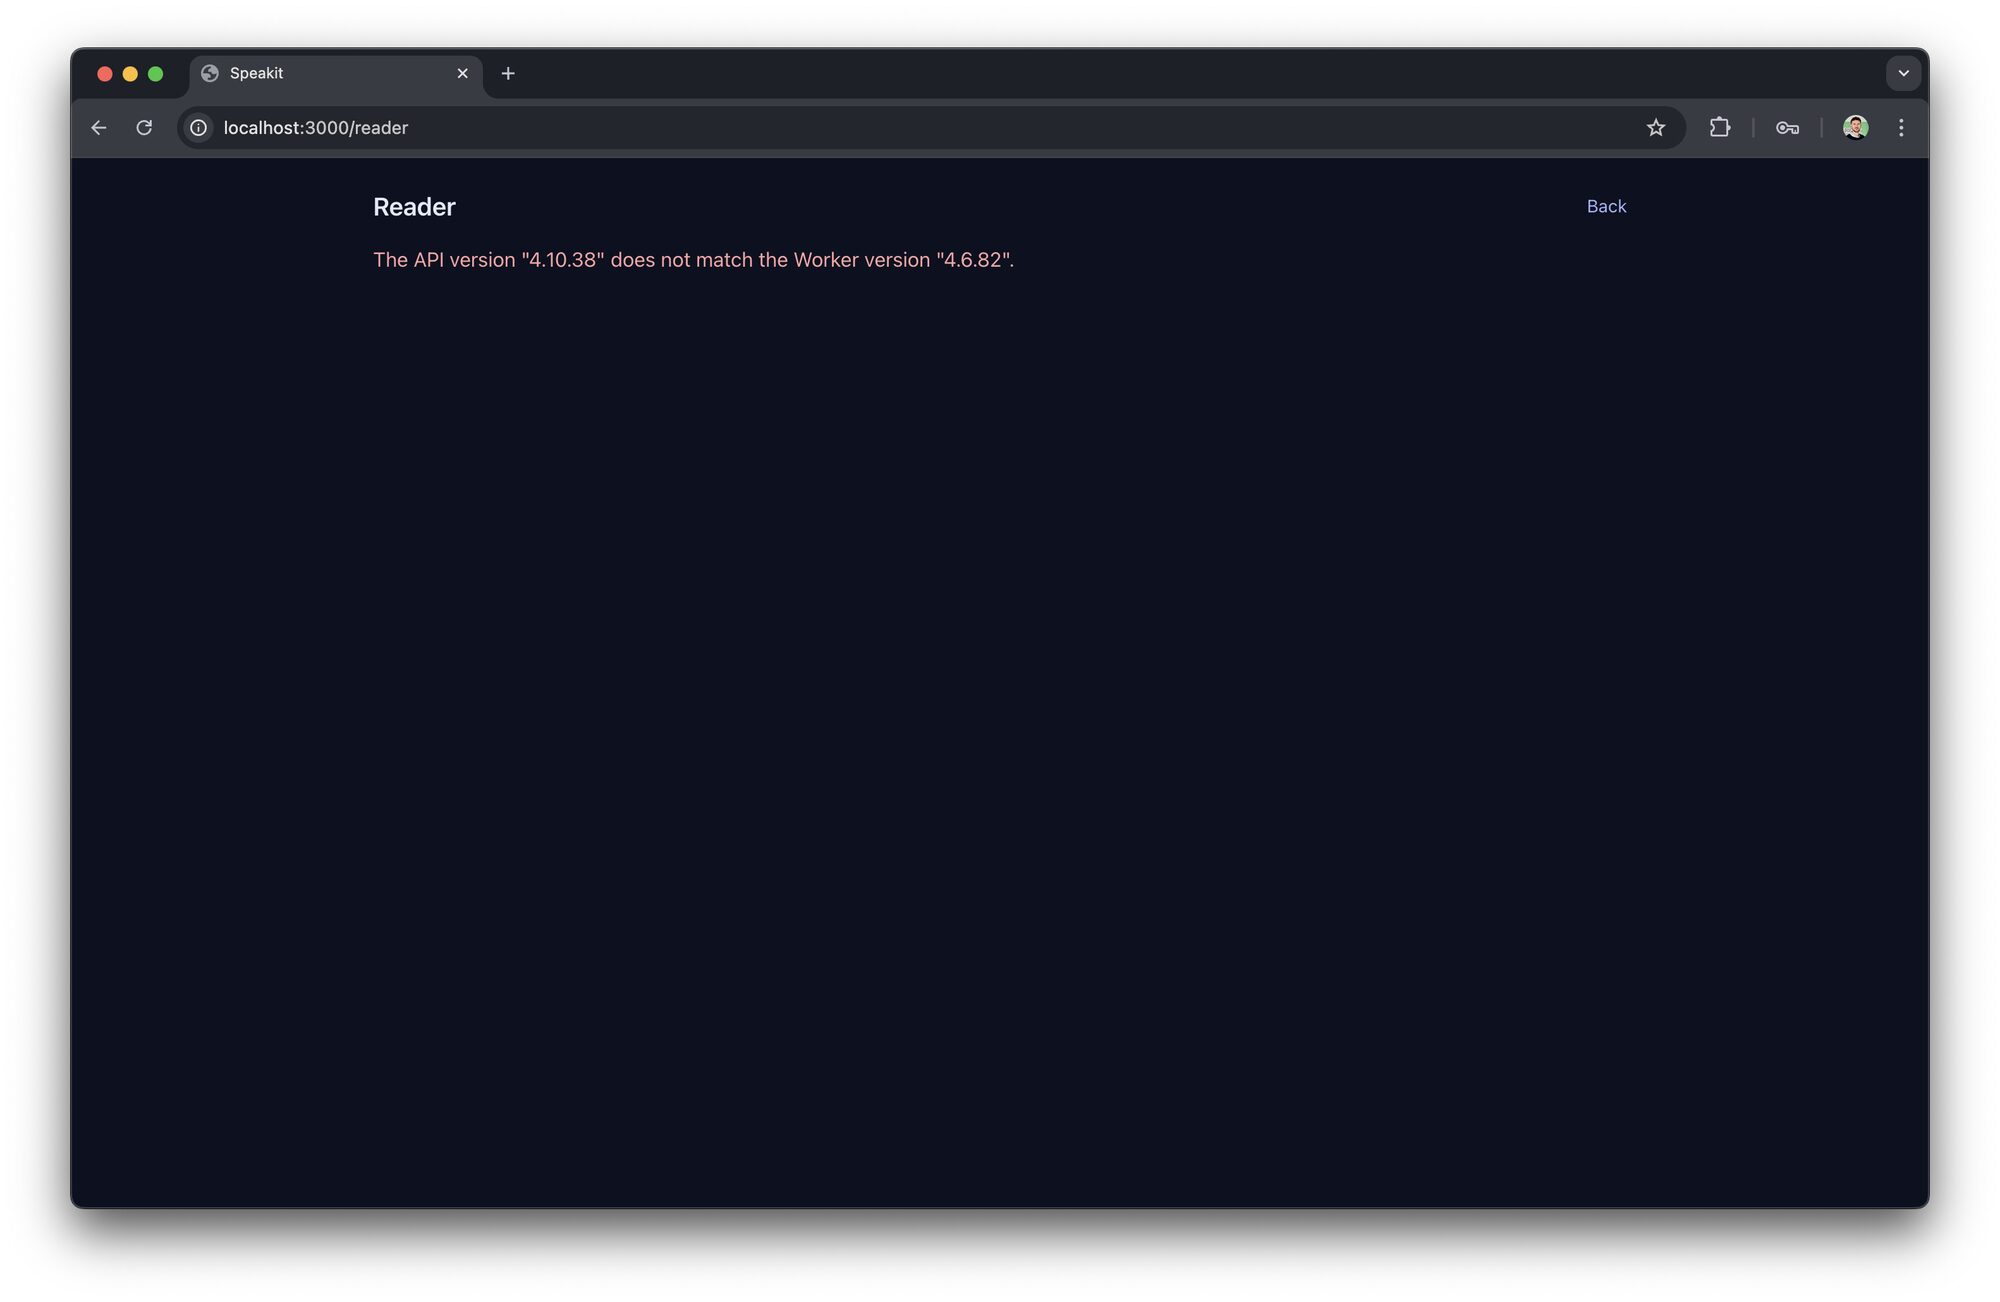 Speakit
localhost:3000/reader
Reader
Back
The API version "4.10.38" does not match the Worker version "4.6.82".